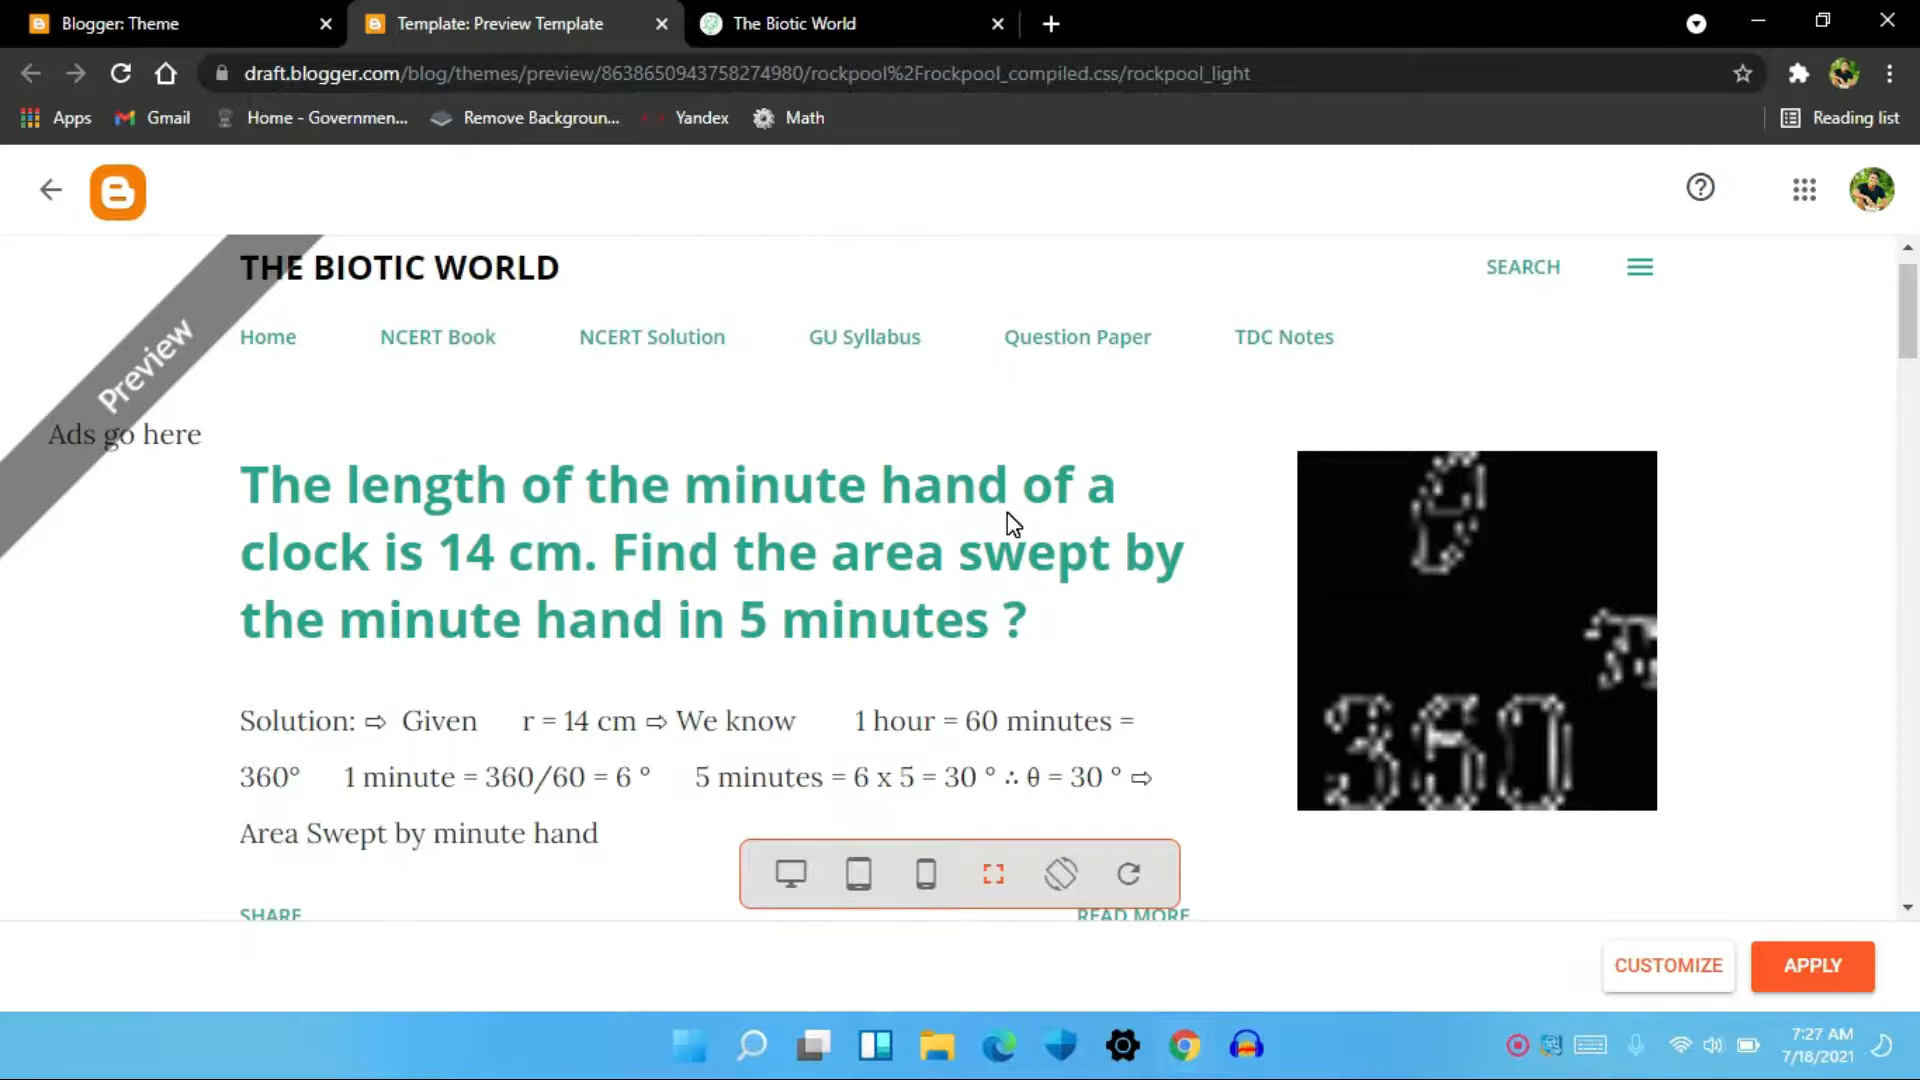 Blogger: Theme
Template: Preview Template
The Biotic World
draft.blogger.com/blog/themes/preview/8638650943758274980/rockpool%2Frockpool_compiled.css/rockpool_light
Apps
Gmail
Home - Governmen...
Remove Backgroun...
Yandex
Math
Reading list
Preview
THE BIOTIC WORLD
SEARCH
Home
NCERT Book
NCERT Solution
GU Syllabus
Question Paper
TDC Notes
Ads go here
The length of the minute hand of a
clock is 14 cm. Find the area swept by
the minute hand in 5 minutes ?
Solution: ⇨ Given r = 14 cm ⇨ We know 1 hour = 60 minutes =
360° 1 minute = 360/60 = 6 ° 5 minutes = 6 x 5 = 30 ° ∴ θ = 30 ° ⇨
Area Swept by minute hand
θ
π
360
SHARE
READ MORE
CUSTOMIZE
APPLY
7:27 AM
7/18/2021